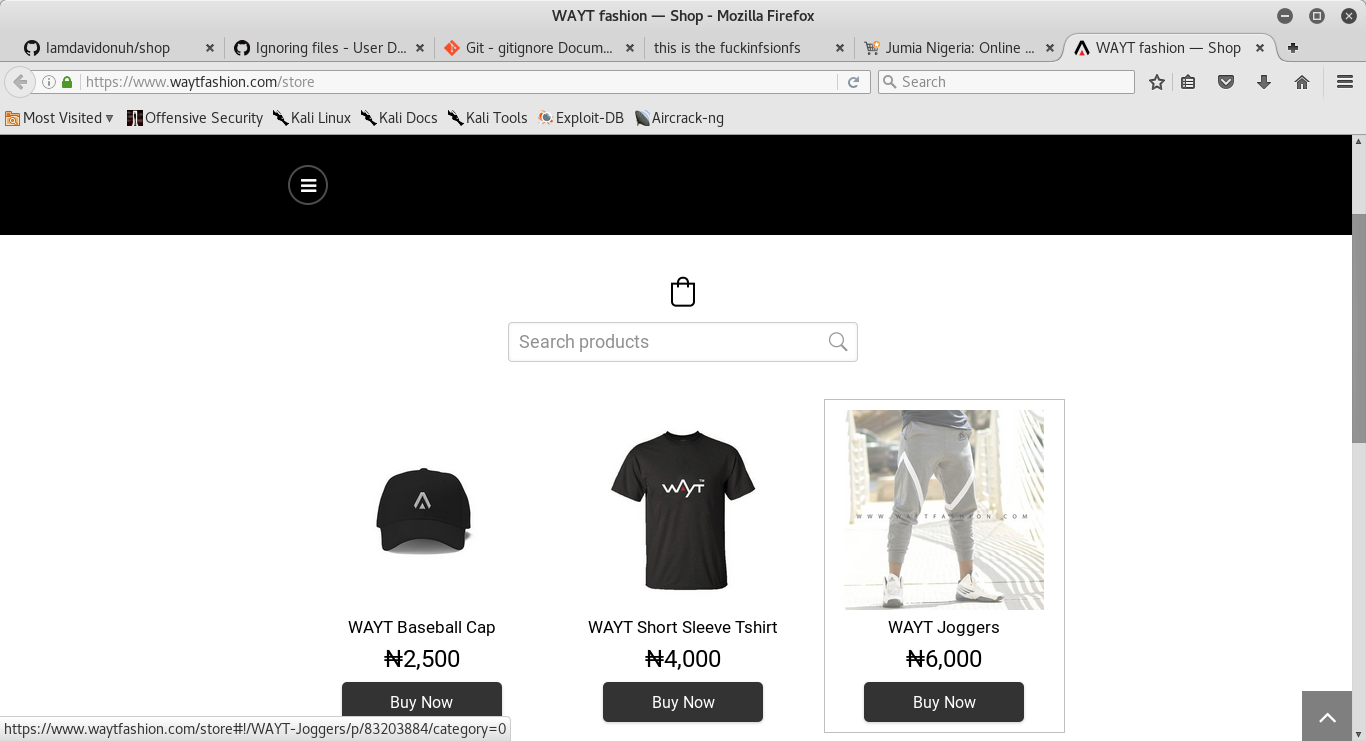 WAYT fashion — Shop - Mozilla Firefox
Iamdavidonuh/shop
Ignoring files - User D...
Git - gitignore Docum...
this is the fuckinfsionfs
Jumia Nigeria: Online ...
WAYT fashion — Shop
https://www.waytfashion.com/store
Search
Most Visited
Offensive Security
Kali Linux
Kali Docs
Kali Tools
Exploit-DB
Aircrack-ng
Search products
WAYT™
WWW.WAYTFASHION.COM
WAYT Baseball Cap
WAYT Short Sleeve Tshirt
WAYT Joggers
₦2,500
₦4,000
₦6,000
Buy Now
Buy Now
Buy Now
https://www.waytfashion.com/store#!/WAYT-Joggers/p/83203884/category=0